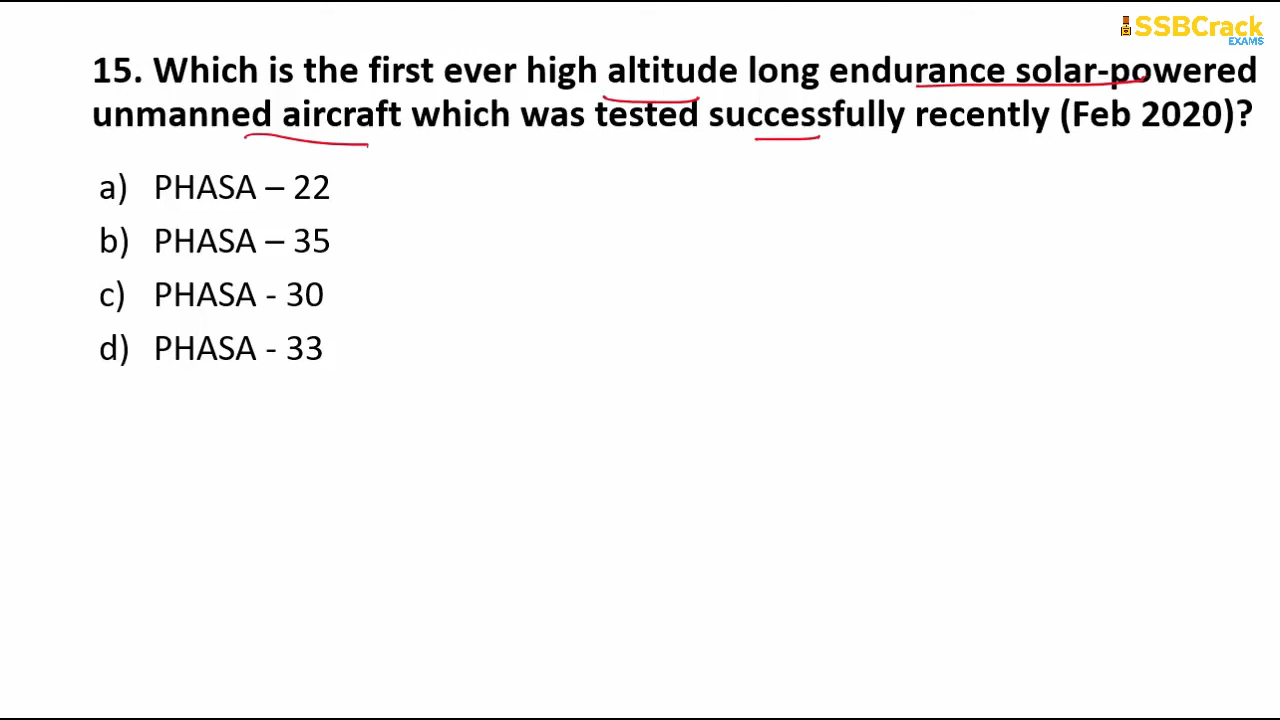 SSBCrack
EXAMS
15. Which is the first ever high altitude long endurance solar-powered
unmanned aircraft which was tested successfully recently (Feb 2020)?
a) PHASA – 22
b) PHASA – 35
c) PHASA - 30
d) PHASA - 33